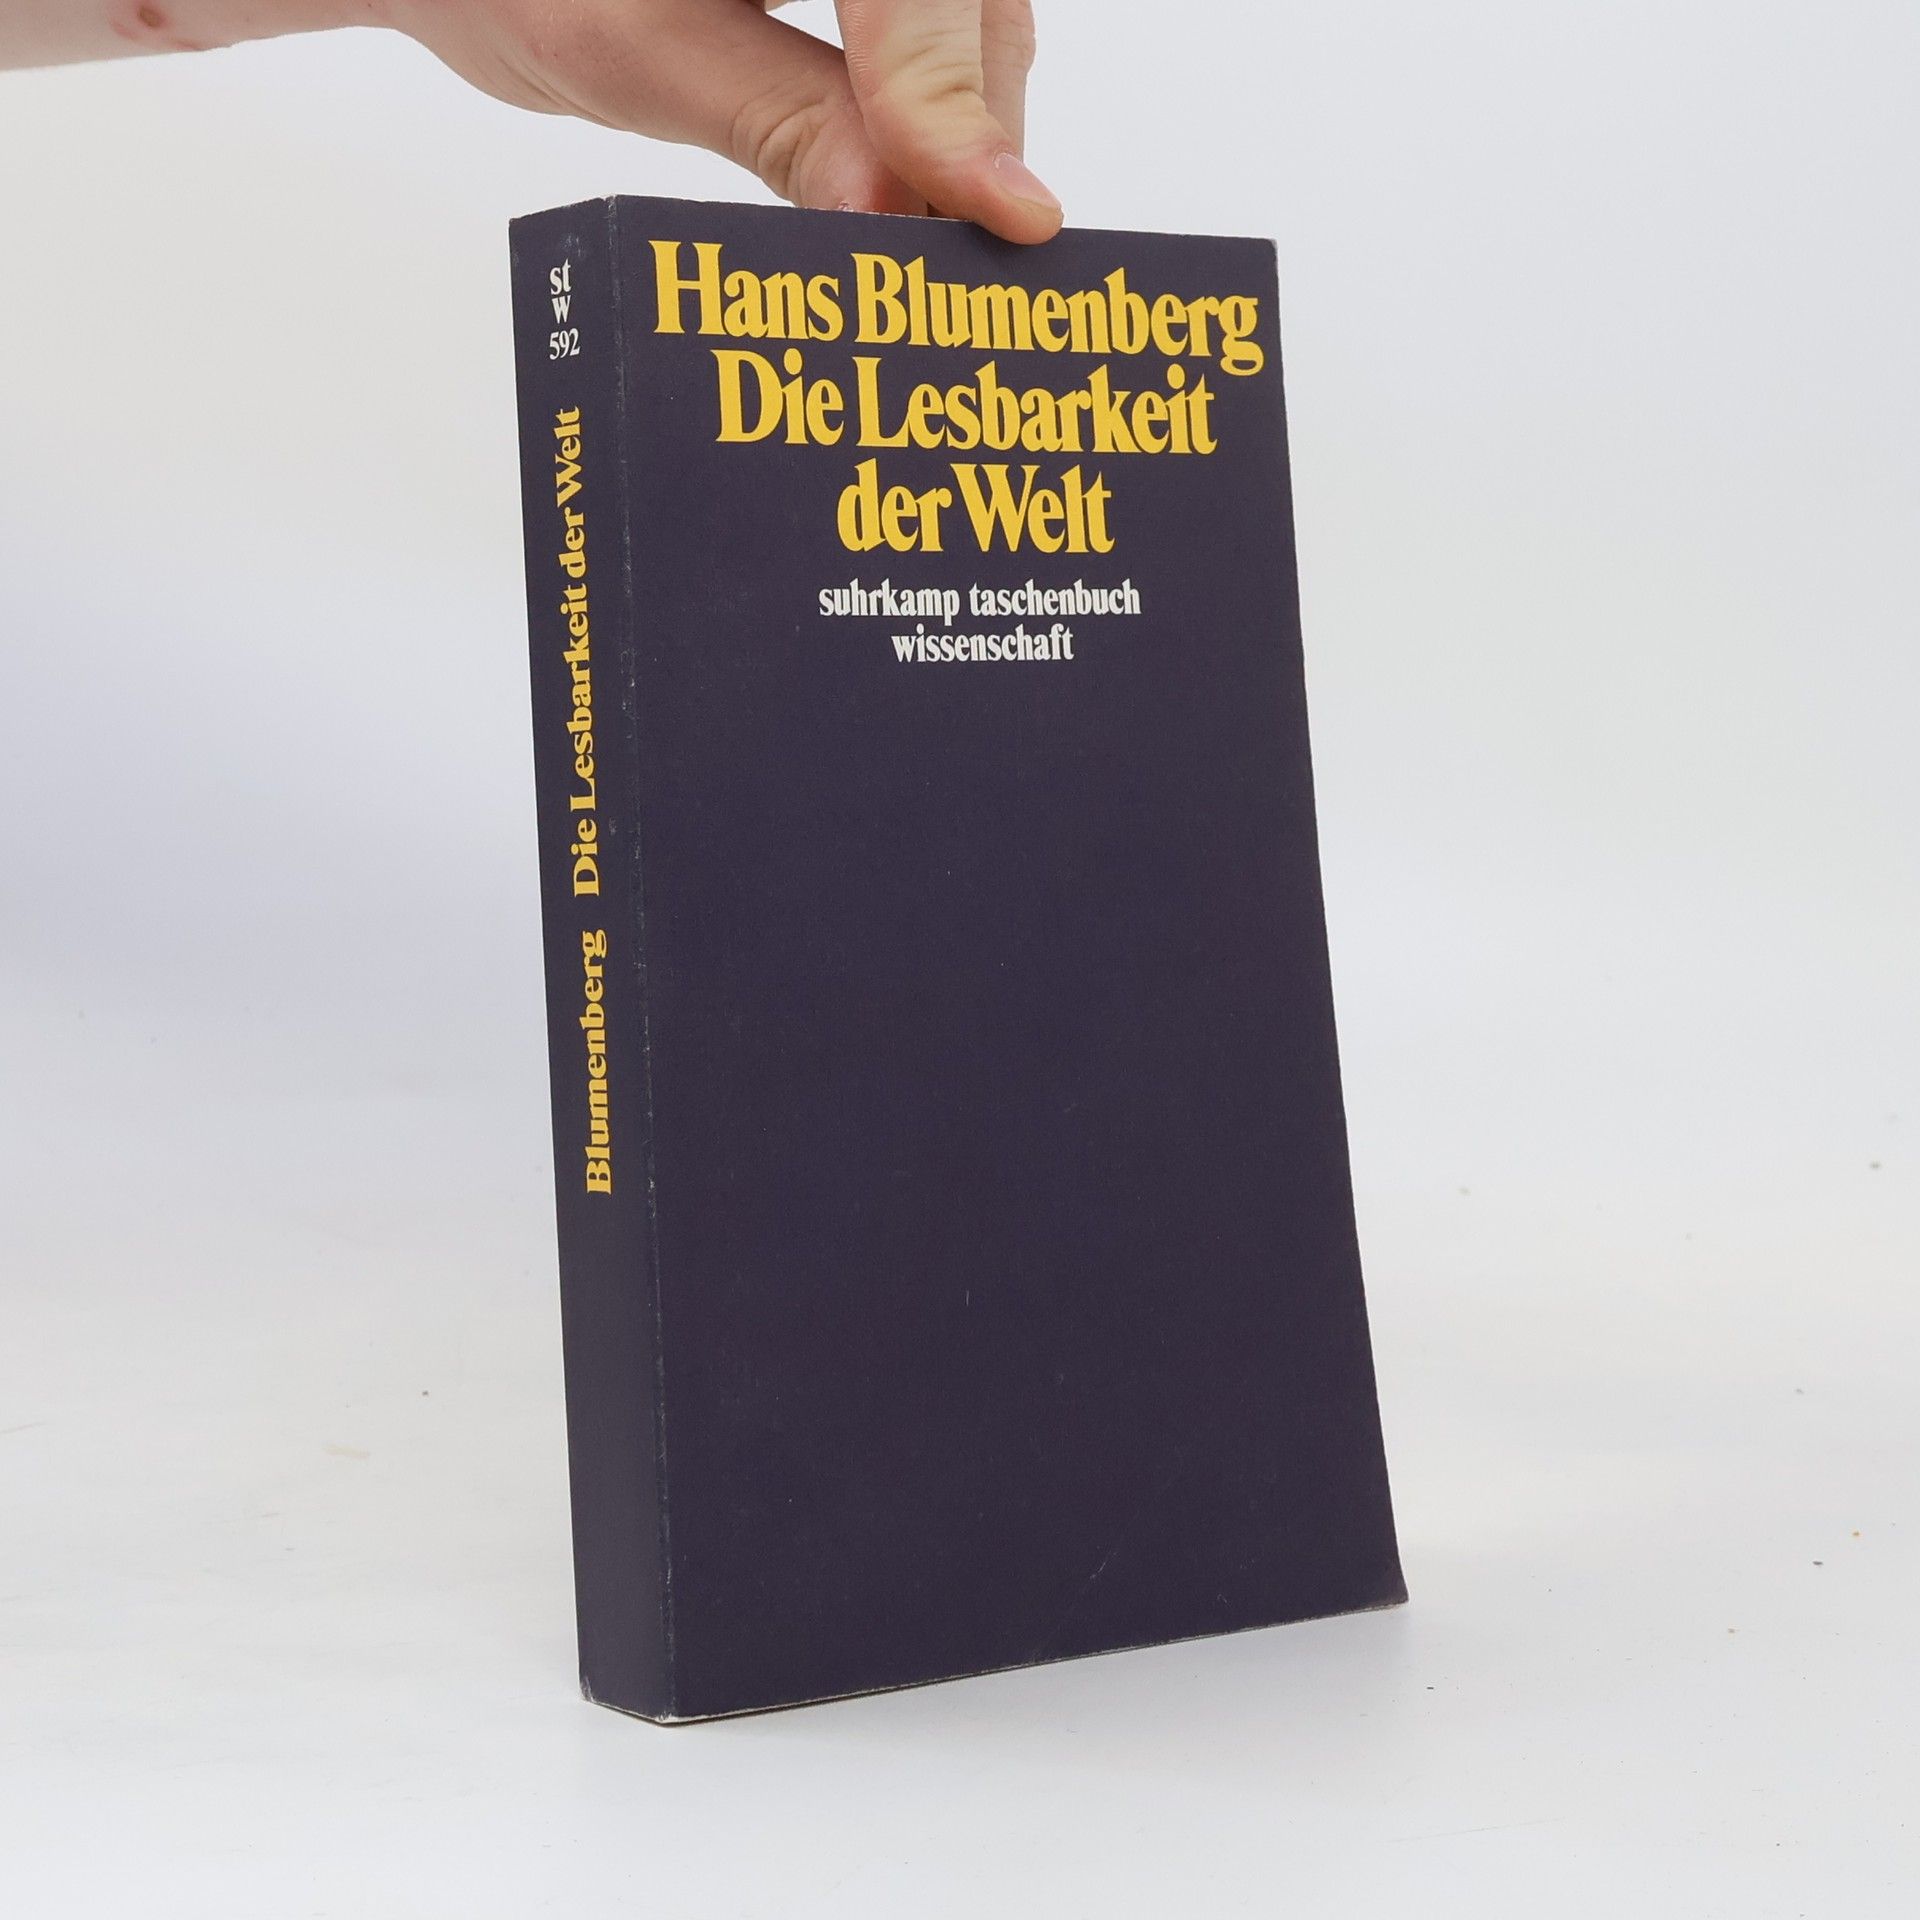 Hans Blumenberg
Die Lesbarkeit
der Welt
suhrkamp taschenbuch
wissenschaft
st
w
592
Blumenberg Die Lesbarkeit der Welt